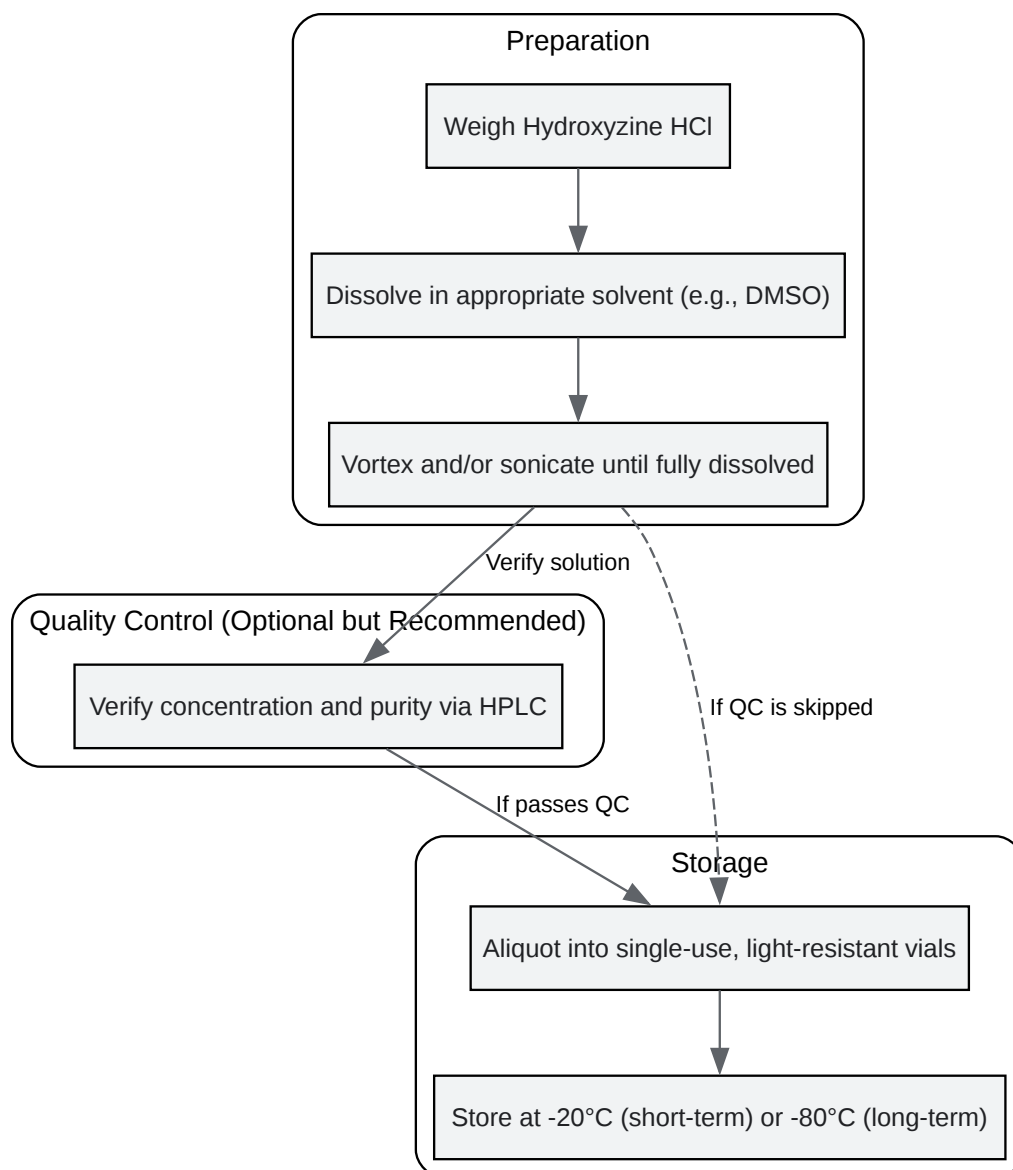 Preparation
Weigh Hydroxyzine HCl
Dissolve in appropriate solvent (e.g., DMSO)
Vortex and/or sonicate until fully dissolved
Verify solution
Quality Control (Optional but Recommended)
Verify concentration and purity via HPLC
If QC is skipped
If passes QC
Storage
Aliquot into single-use, light-resistant vials
Store at -20°C (short-term) or -80°C (long-term)